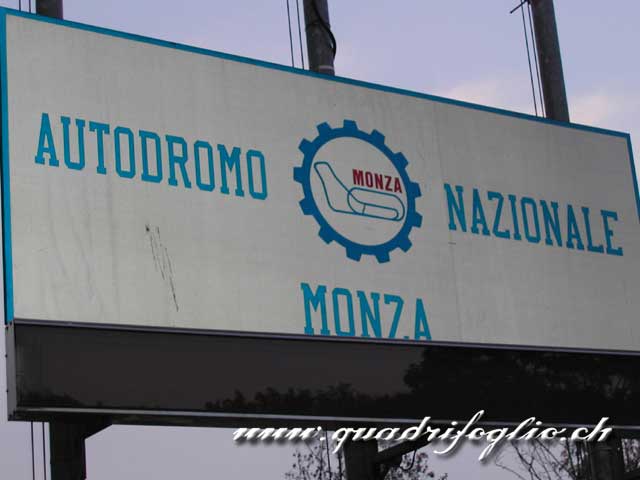 AUTODROMO MONZA NAZIONALE
MONZA
www.quadrifoglio.ch